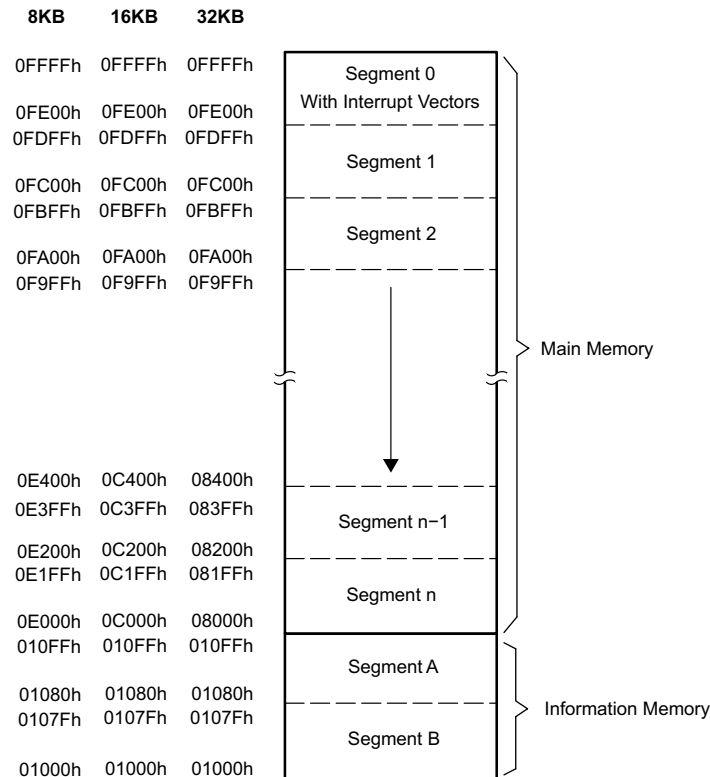 8KB 16KB 32KB
0FFFFh 0FFFFh 0FFFFh
Segment 0
With Interrupt Vectors
0FE00h 0FE00h 0FE00h
0FDFFh 0FDFFh 0FDFFh
Segment 1
0FC00h 0FC00h 0FC00h
0FBFFh 0FBFFh 0FBFFh
Segment 2
0FA00h 0FA00h 0FA00h
0F9FFh 0F9FFh 0F9FFh
Main Memory
0E400h 0C400h 08400h
0E3FFh 0C3FFh 083FFh
Segment n−1
0E200h 0C200h 08200h
0E1FFh 0C1FFh 081FFh
Segment n
0E000h 0C000h 08000h
010FFh 010FFh 010FFh
Segment A
01080h 01080h 01080h
0107Fh 0107Fh 0107Fh
Information Memory
Segment B
01000h 01000h 01000h